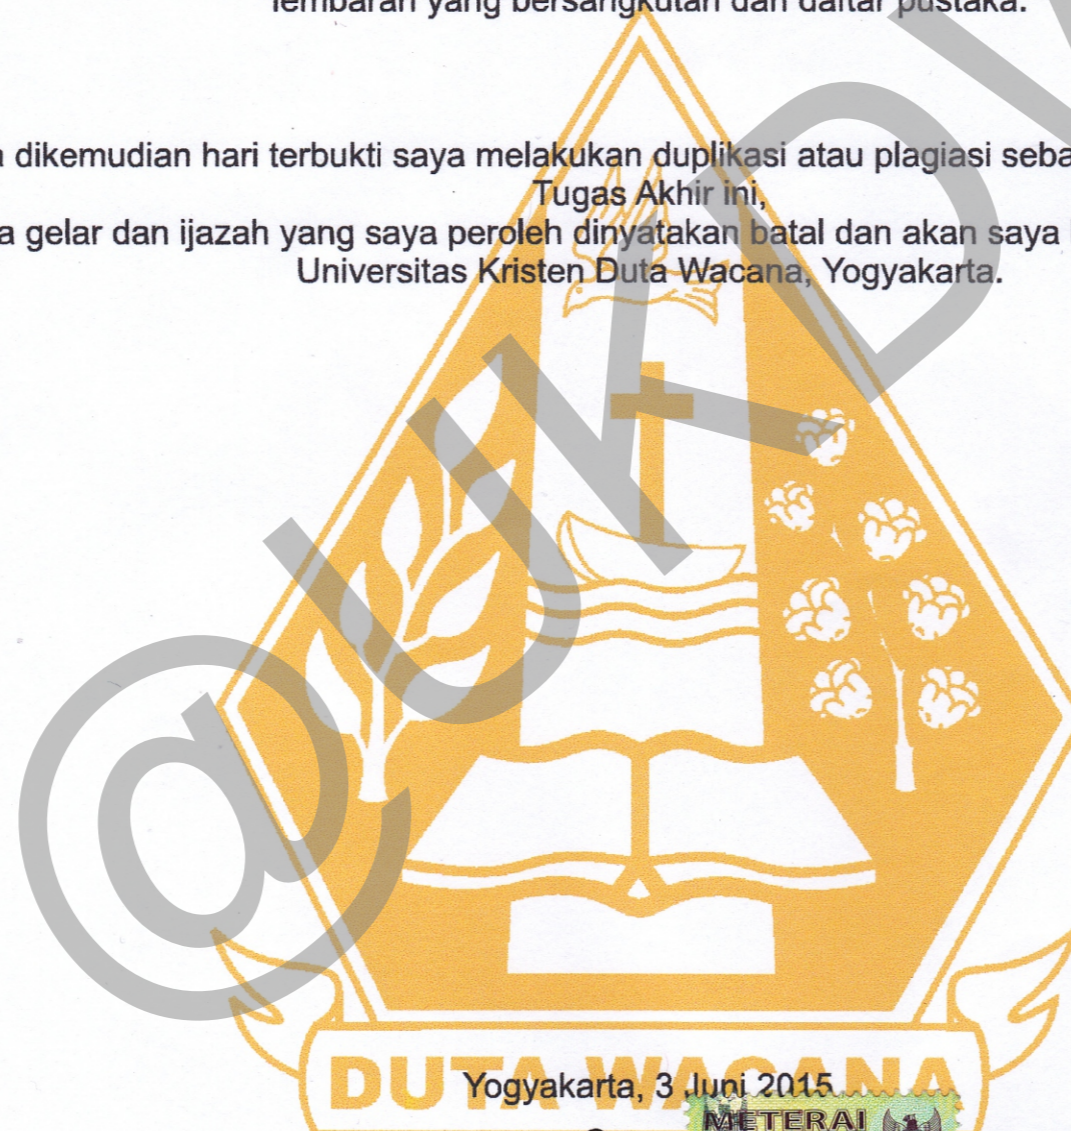 lembaran yang bersangkutan dan daftar pustaka.
dikemudian hari terbukti saya melakukan duplikasi atau plagiasi
Tugas Akhir ini,
gelar dan ijazah yang saya peroleh dinyatakan batal dan akan saya
Universitas Kristen Duta Wacana, Yogyakarta.
@UKD
DUTA WACANA
Yogyakarta, 3 Juni 2015
METERAI